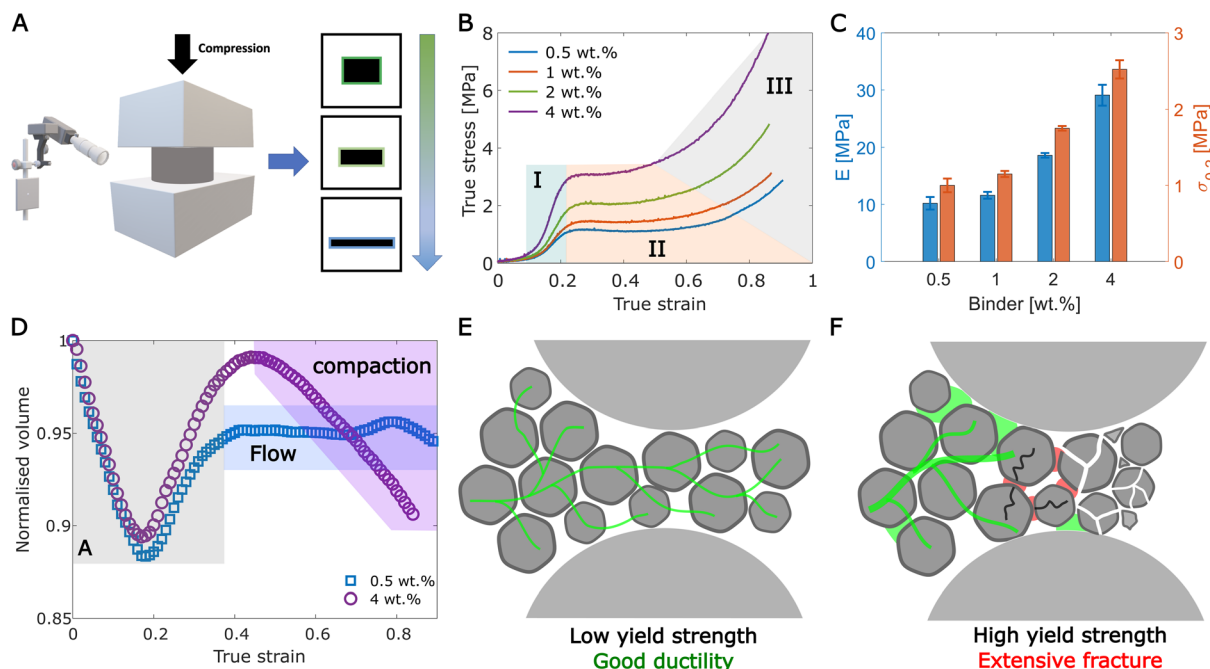 A
Compression
B
True stress [MPa]
8
6
4
2
0
0.5 wt.%
1 wt.%
2 wt.%
4 wt.%
I
II
III
0 0.2 0.4 0.6 0.8 1
True strain
C
E [MPa]
40
30
20
10
0
3
2
1
0
σ0.2 [MPa]
0.5 1 2 4
Binder [wt.%]
D
Normalised volume
1
0.95
0.9
0.85
compaction
Flow
A
0.5 wt.%
4 wt.%
0 0.2 0.4 0.6 0.8
True strain
E
Low yield strength
Good ductility
F
High yield strength
Extensive fracture